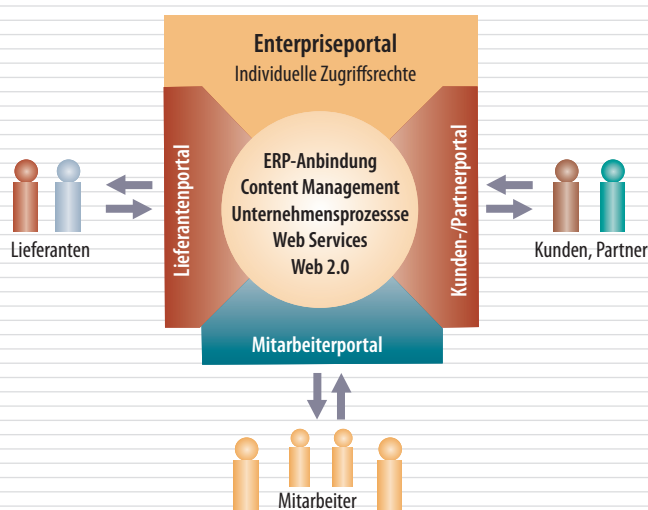 Enterpriseportal
Individuelle Zugriffsrechte
Lieferantenportal
ERP-Anbindung
Content Management
Unternehmensprozessse
Web Services
Web 2.0
Kunden-/Partnerportal
Lieferanten
Kunden, Partner
Mitarbeiterportal
Mitarbeiter